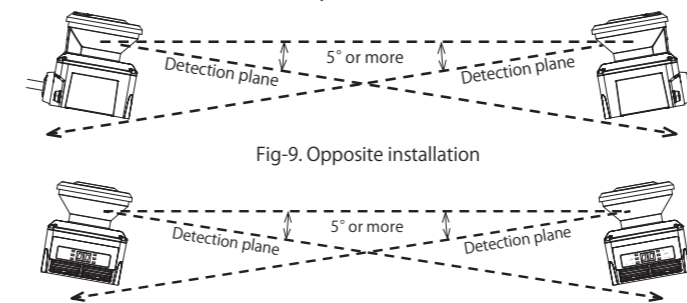 5° or more
Detection plane
Detection plane
Fig-9. Opposite installation
5° or more
Detection plane
Detection plane